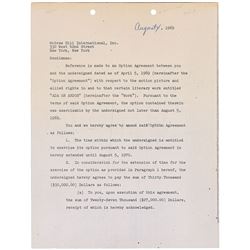 August 1, 1969
McGraw Hill International, Inc.
330 West 42nd Street
New York, New York
Gentlemen:
Reference is made to an Option Agreement between you
and the undersigned dated as of April 5, 1969 (hereinafter the
"Option Agreement") with respect to the motion picture and
allied rights in and to that certain literary work entitled
(hereinafter the "Work"). Pursuant to the
terms of said Option Agreement, the option contained therein
was exercisable by the undersigned not later than August 5,
1969.
You and we hereby agree to amend said Option Agreement
as follows:
1. The time within which the undersigned is entitled
to exercise its option pursuant to said Option Agreement is
hereby extended until August 5, 1970.
2. In consideration for the extension of time for the
exercise of the option as provided in Paragraph 1 hereof, the
undersigned hereby agrees to pay the sum of Thirty Thousand
($30,000.00) Dollars as follows:
(a) To you, upon execution of this agreement,
the sum of Twenty-Seven Thousand ($27,000.00) Dollars,
receipt of which is hereby acknowledged.